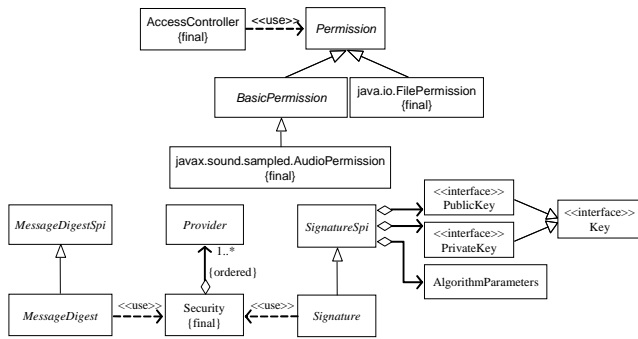 AccessController
{final}
<<use>>
Permission
BasicPermission
java.io.FilePermission
{final}
javax.sound.sampled.AudioPermission
{final}
MessageDigestSpi
Provider
SignatureSpi
<<interface>>
PublicKey
<<interface>>
PrivateKey
<<interface>>
Key
1..*
{ordered}
AlgorithmParameters
MessageDigest
<<use>>
Security
{final}
<<use>>
Signature